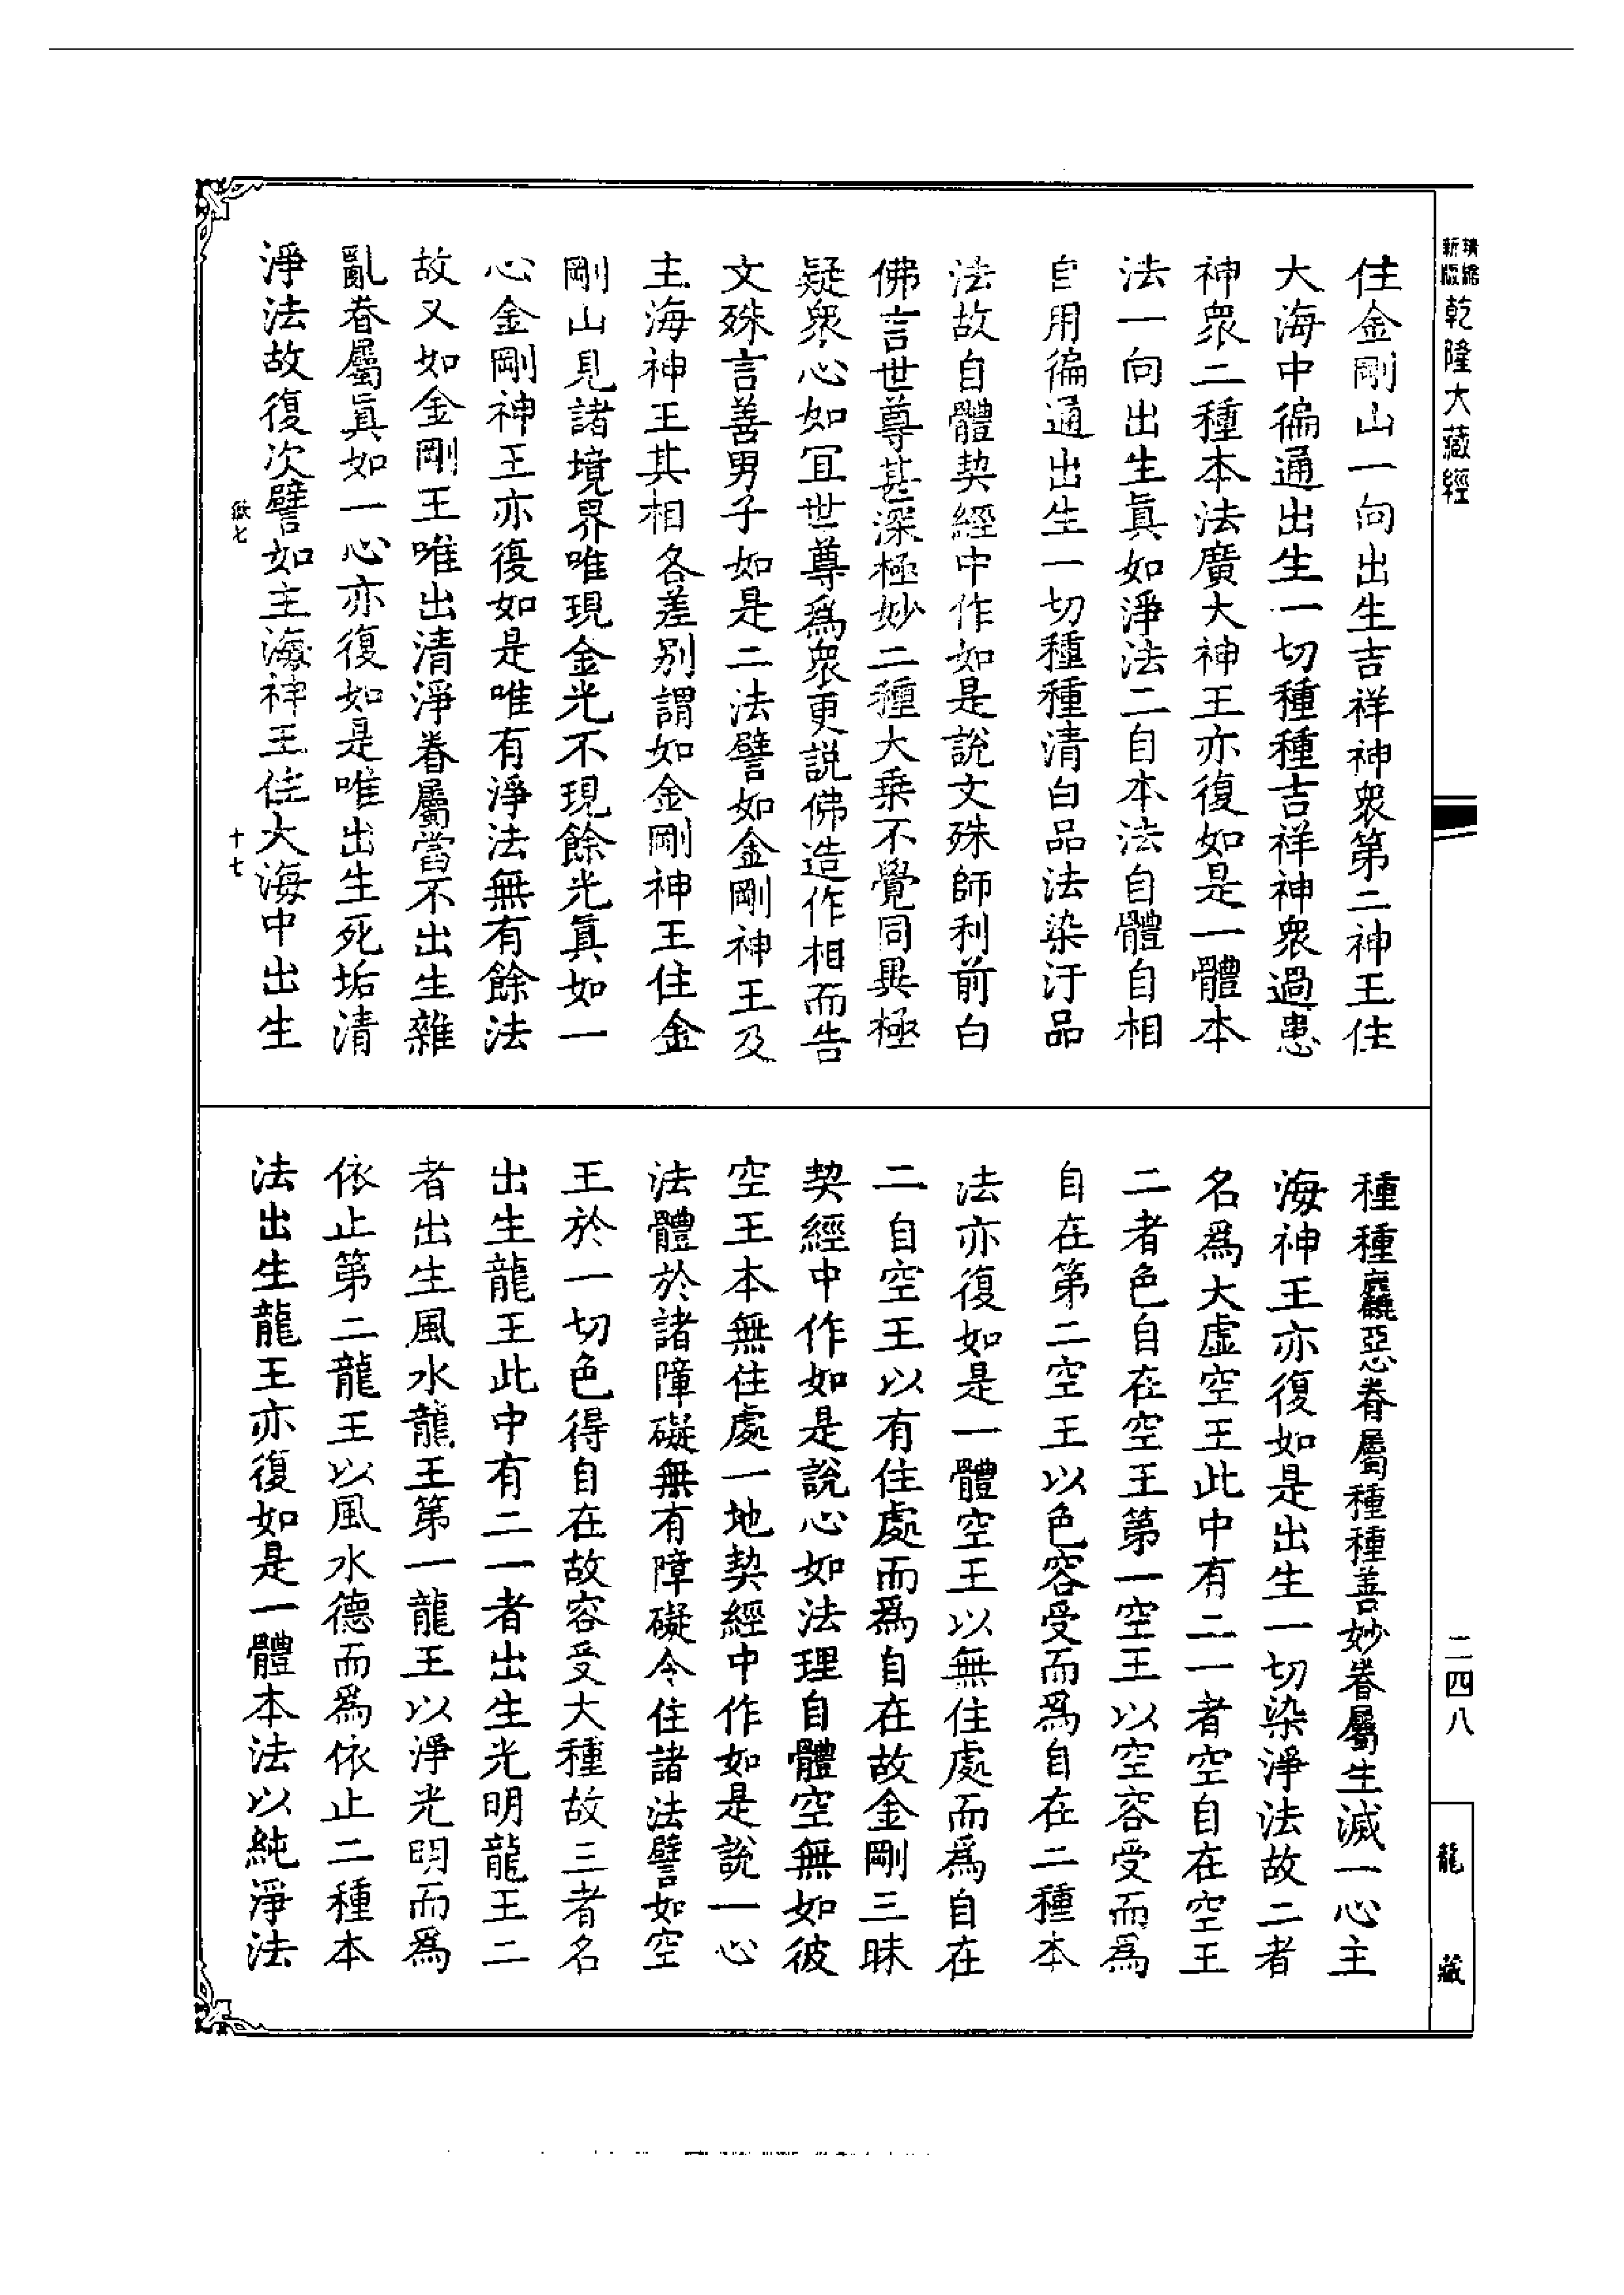 精縮新版乾隆大藏經
住金剛山一向出生吉祥神衆第二神王住
大海中徧通出生一切種種吉祥神衆過患
神衆二種本法廣大神王亦復如是一體本
法一向出生眞如淨法二自本法自體自相
自用徧通出生一切種種清白品法染汙品
法故自體契經中作如是說文殊師利前白
佛言世尊甚深極妙二種大乗不覺同異極
疑衆心如宜世尊爲衆更説佛造作相而告
文殊言善男子如是二法譬如金剛神王及
主海神王其相各差别謂如金剛神王住金
剛山見諸境界唯現金光不現餘光眞如一
心金剛神王亦復如是唯有淨法無有餘法
故又如金剛王唯出清淨眷屬當不出生雜
亂眷屬眞如一心亦復如是唯出生死垢清
淨法故復次譬如主海神王住大海中出生
十七
種種麤惡眷屬種種善妙眷屬生滅一心主
海神王亦復如是出生一切染淨法故二者
名爲大虛空王此中有二一者空自在空王
二者色自在空王第一空王以空容受而爲
自在第二空王以色容受而爲自在二種本
法亦復如是一體空王以無住處而爲自在
二自空王以有住處而爲自在故金剛三昧
契經中作如是説心如法理自體空無如彼
空王本無住處一地契經中作如是說一心
法體於諸障礙無有障礙令住諸法譬如空
王於一切色得自在故容受大種故三者名
出生龍王此中有二一者出生光明龍王二
者出生風水龍王第一龍王以淨光明而爲
依止第二龍王以風水德而爲依止二種本
法出生龍王亦復如是一體本法以純淨法
二四八
龍藏